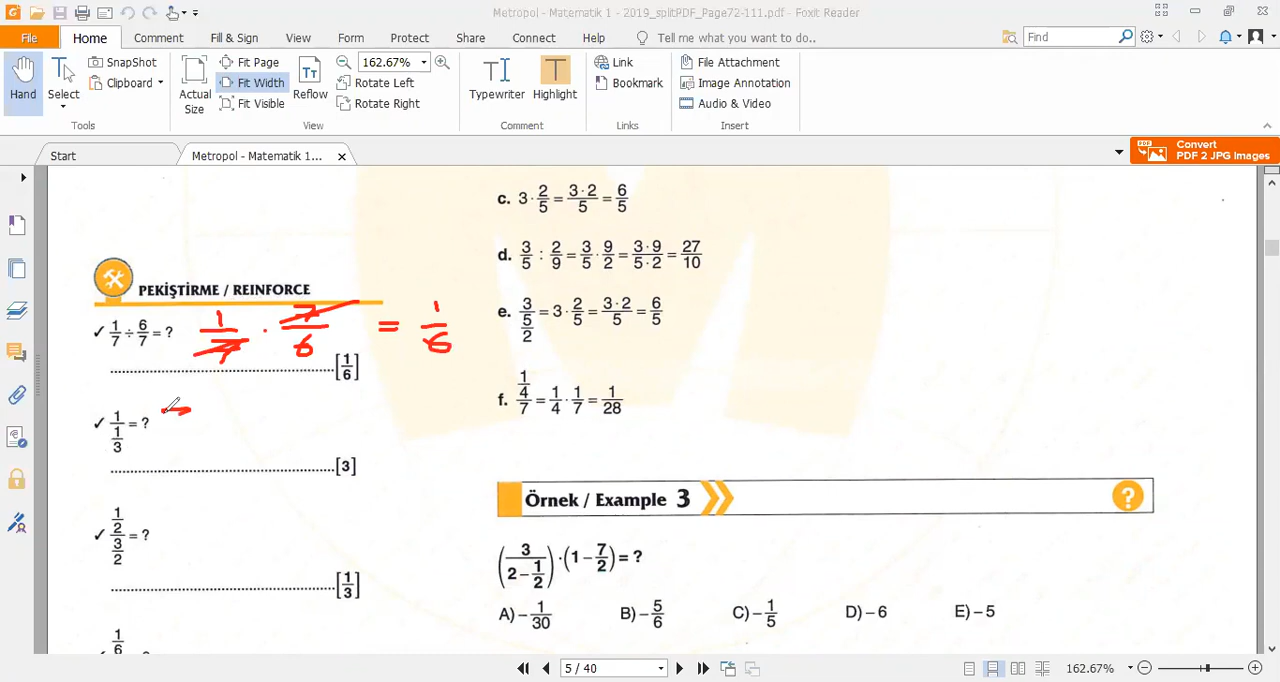 Metropol - Matematik 1 - 2019_splitPDF_Page72-111.pdf - Foxit Reader
File Home Comment Fill & Sign View Form Protect Share Connect Help Tell me what you want to do.. Find
Hand
Select
SnapShot
Clipboard
Tools
Actual Size
Fit Page
Fit Width
Fit Visible
Reflow
162.67%
Rotate Left
Rotate Right
View
Typewriter
Highlight
Comment
Link
Bookmark
Links
File Attachment
Image Annotation
Audio & Video
Insert
Start
Metropol - Matematik 1...
Convert
PDF 2 JPG Images
PEKİŞTİRME / REINFORCE
✓ 1/7 ÷ 6/7 = ? 1/7 · 7/6 = 1/6
.......................................................... [1/6]
✓ 1/(1/3) = ?
.......................................................... [3]
✓ (1/2)/(3/2) = ?
.......................................................... [1/3]
1
6
c. 3 · 2/5 = (3·2)/5 = 6/5
d. 3/5 : 2/9 = 3/5 · 9/2 = (3·9)/(5·2) = 27/10
e. 3/(5/2) = 3 · 2/5 = (3·2)/5 = 6/5
f. (1/4)/7 = 1/4 · 1/7 = 1/28
Örnek / Example 3
?
(3/(2 − 1/2)) · (1 − 7/2) = ?
A) − 1/30 B) − 5/6 C) − 1/5 D) − 6 E) − 5
5 / 40
162.67%